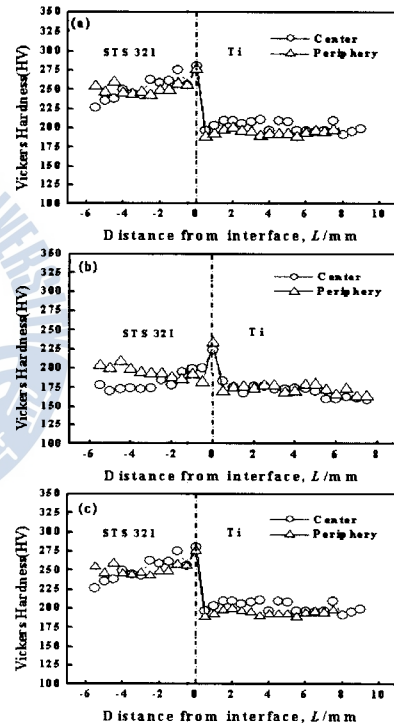 (a)
STS 321
Ti
Center
Periphery
Vickers Hardness(HV)
350
325
300
275
250
225
200
175
150
125
100
-6 -4 -2 0 2 4 6 8 10
Distance from interface, L/mm
(b)
STS 321
Ti
Center
Periphery
Vickers Hardness(HV)
350
325
300
275
250
225
200
175
150
125
100
-6 -4 -2 0 2 4 6 8
Distance from interface, L/mm
(c)
STS 321
Ti
Center
Periphery
Vickers Hardness(HV)
350
325
300
275
250
225
200
175
150
125
100
-6 -4 -2 0 2 4 6 8 10
Distance from interface, L/mm